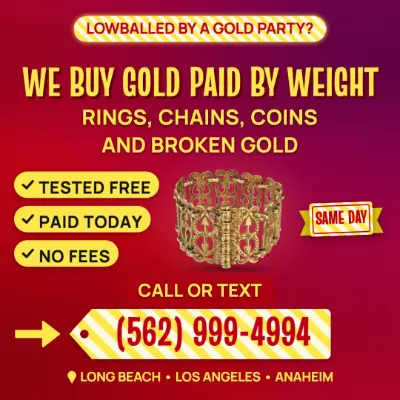 LOWBALLED BY A GOLD PARTY?
WE BUY GOLD PAID BY WEIGHT
RINGS, CHAINS, COINS
AND BROKEN GOLD
✓ TESTED FREE
✓ PAID TODAY
✓ NO FEES
SAME DAY
CALL OR TEXT
(562) 999-4994
LONG BEACH • LOS ANGELES • ANAHEIM